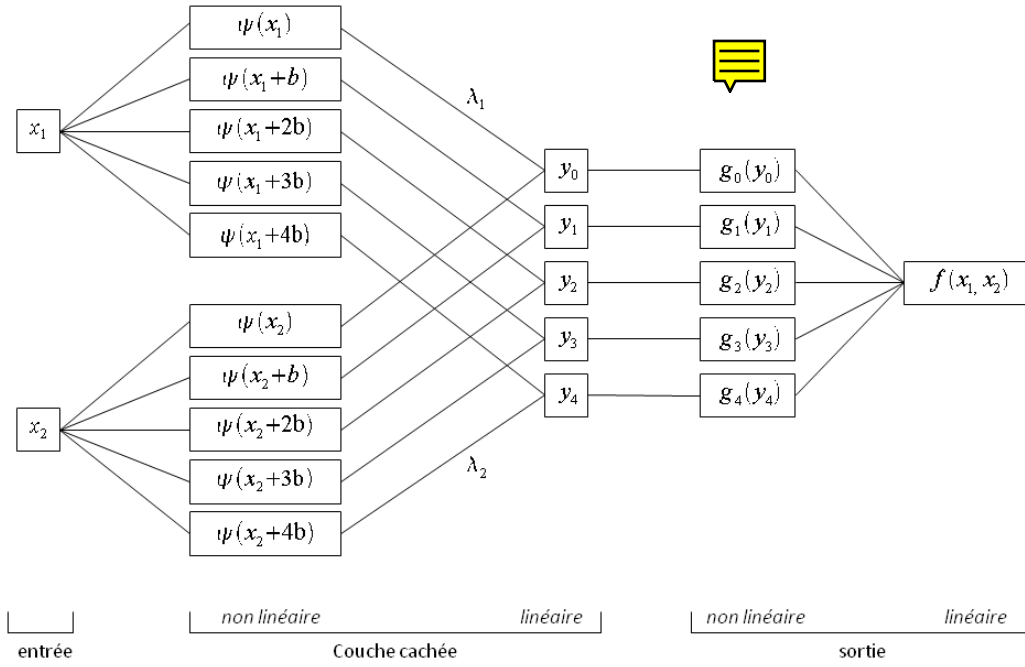 x₁
ψ(x₁)
ψ(x₁+b)
ψ(x₁+2b)
ψ(x₁+3b)
ψ(x₁+4b)
x₂
ψ(x₂)
ψ(x₂+b)
ψ(x₂+2b)
ψ(x₂+3b)
ψ(x₂+4b)
λ₁
λ₂
y₀
y₁
y₂
y₃
y₄
g₀(y₀)
g₁(y₁)
g₂(y₂)
g₃(y₃)
g₄(y₄)
f(x₁, x₂)
non linéaire linéaire non linéaire linéaire
entrée Couche cachée sortie